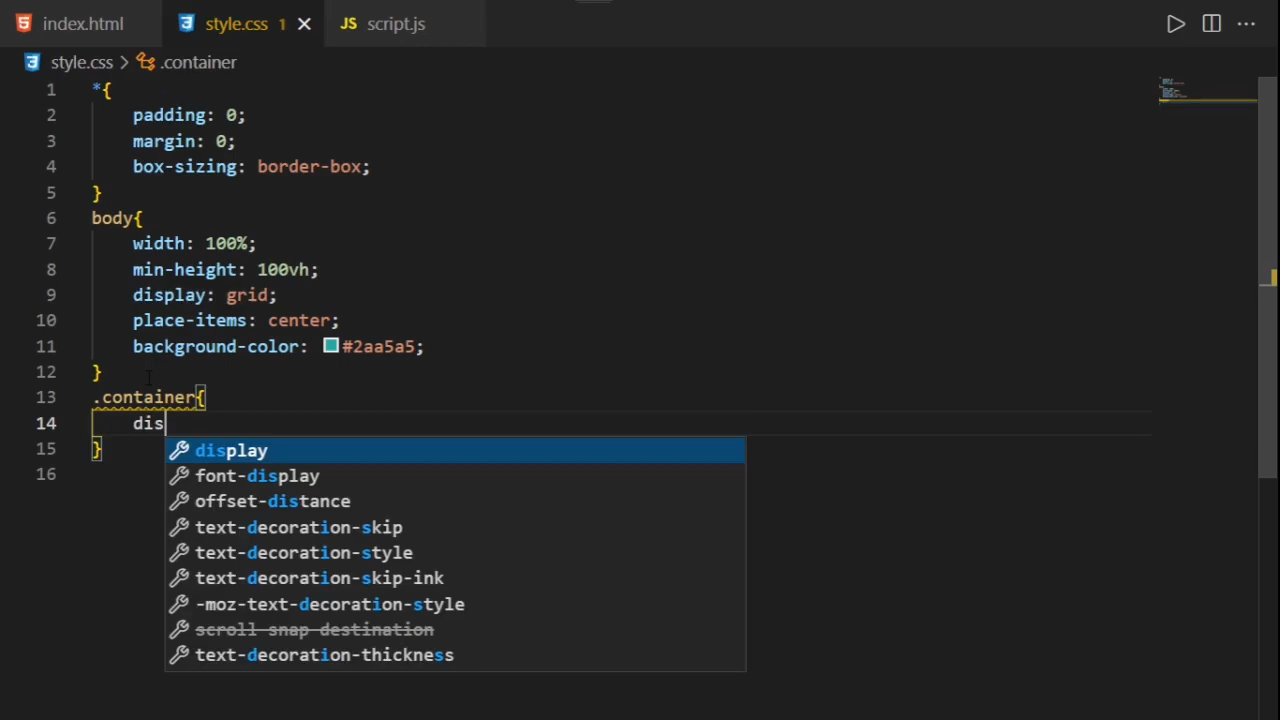 index.html style.css 1 JS script.js
style.css > .container
1 *{
2 padding: 0;
3 margin: 0;
4 box-sizing: border-box;
5 }
6 body{
7 width: 100%;
8 min-height: 100vh;
9 display: grid;
10 place-items: center;
11 background-color: #2aa5a5;
12 }
13 .container{
14 dis
15 }
display
16
font-display
offset-distance
text-decoration-skip
text-decoration-style
text-decoration-skip-ink
-moz-text-decoration-style
scroll-snap-destination
text-decoration-thickness